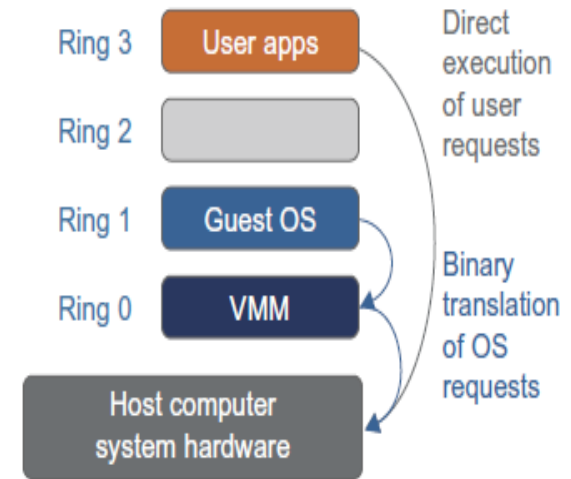 Ring 3
User apps
Direct
execution
of user
requests
Ring 2
Ring 1
Guest OS
Binary
translation
of OS
requests
Ring 0
VMM
Host computer
system hardware